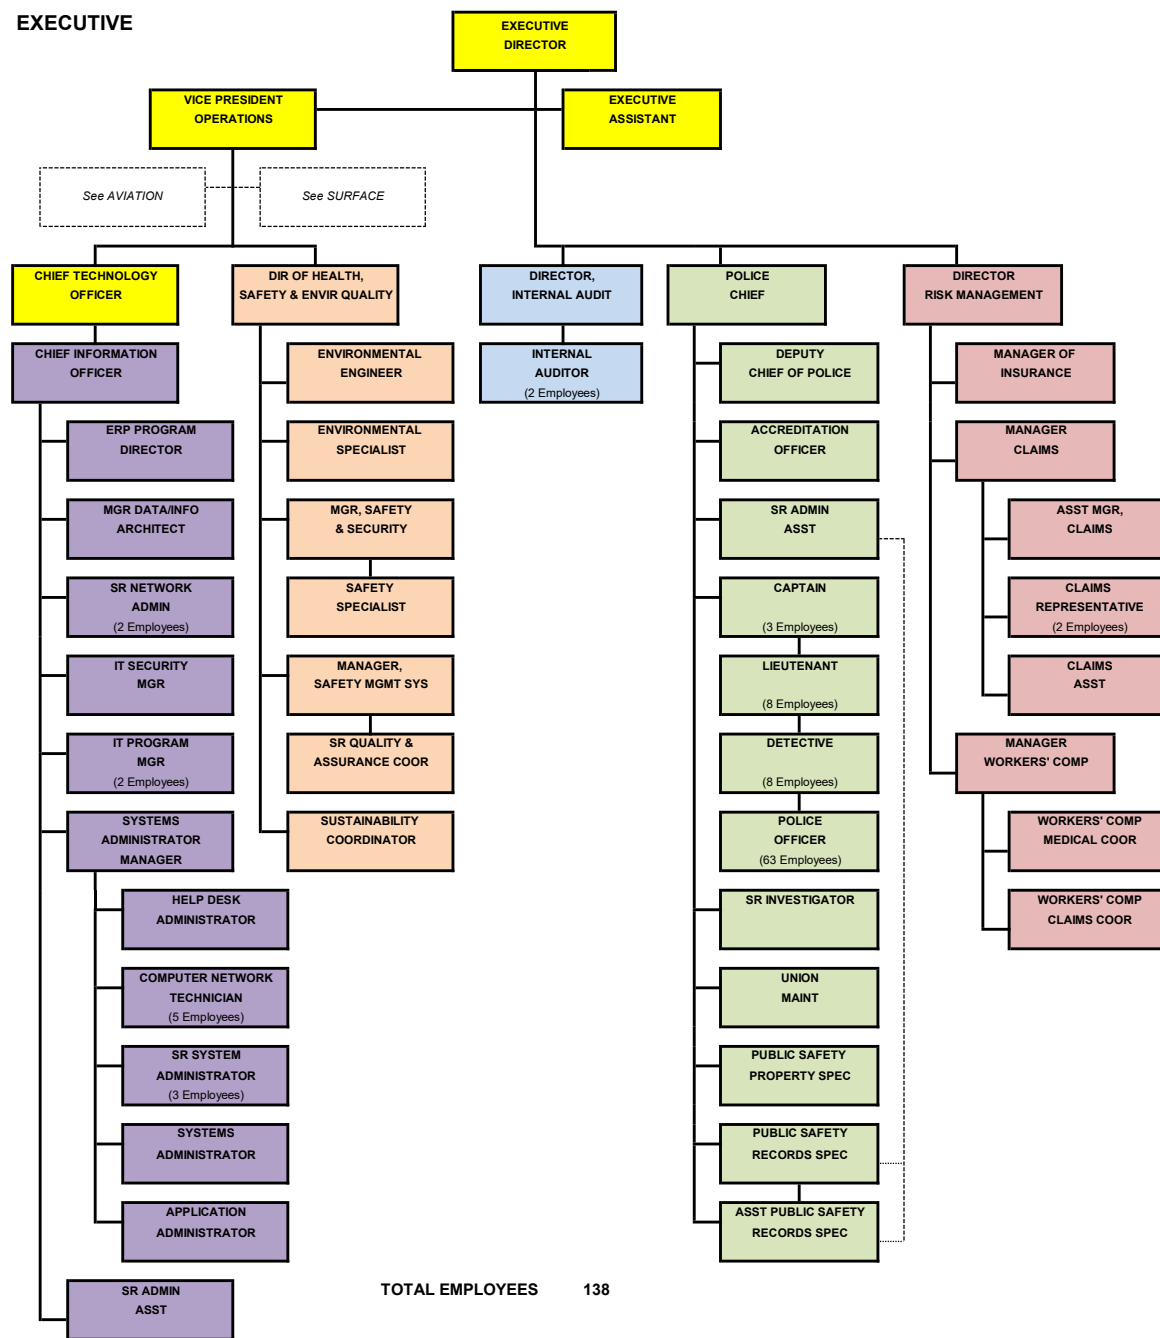 EXECUTIVE
EXECUTIVE
DIRECTOR
VICE PRESIDENT
OPERATIONS
EXECUTIVE
ASSISTANT
See AVIATION
See SURFACE
CHIEF TECHNOLOGY
OFFICER
DIR OF HEALTH,
SAFETY & ENVIR QUALITY
DIRECTOR,
INTERNAL AUDIT
POLICE
CHIEF
DIRECTOR
RISK MANAGEMENT
CHIEF INFORMATION
OFFICER
ENVIRONMENTAL
ENGINEER
INTERNAL
AUDITOR
(2 Employees)
DEPUTY
CHIEF OF POLICE
MANAGER OF
INSURANCE
ERP PROGRAM
DIRECTOR
ENVIRONMENTAL
SPECIALIST
ACCREDITATION
OFFICER
MANAGER
CLAIMS
MGR DATA/INFO
ARCHITECT
MGR, SAFETY
& SECURITY
SR ADMIN
ASST
ASST MGR,
CLAIMS
SR NETWORK
ADMIN
(2 Employees)
SAFETY
SPECIALIST
CAPTAIN
(3 Employees)
CLAIMS
REPRESENTATIVE
(2 Employees)
IT SECURITY
MGR
MANAGER,
SAFETY MGMT SYS
LIEUTENANT
(8 Employees)
CLAIMS
ASST
IT PROGRAM
MGR
(2 Employees)
SR QUALITY &
ASSURANCE COOR
DETECTIVE
(8 Employees)
MANAGER
WORKERS' COMP
SYSTEMS
ADMINISTRATOR
MANAGER
SUSTAINABILITY
COORDINATOR
POLICE
OFFICER
(63 Employees)
WORKERS' COMP
MEDICAL COOR
HELP DESK
ADMINISTRATOR
SR INVESTIGATOR
WORKERS' COMP
CLAIMS COOR
COMPUTER NETWORK
TECHNICIAN
(5 Employees)
UNION
MAINT
SR SYSTEM
ADMINISTRATOR
(3 Employees)
PUBLIC SAFETY
PROPERTY SPEC
SYSTEMS
ADMINISTRATOR
PUBLIC SAFETY
RECORDS SPEC
APPLICATION
ADMINISTRATOR
ASST PUBLIC SAFETY
RECORDS SPEC
SR ADMIN
ASST
TOTAL EMPLOYEES 138